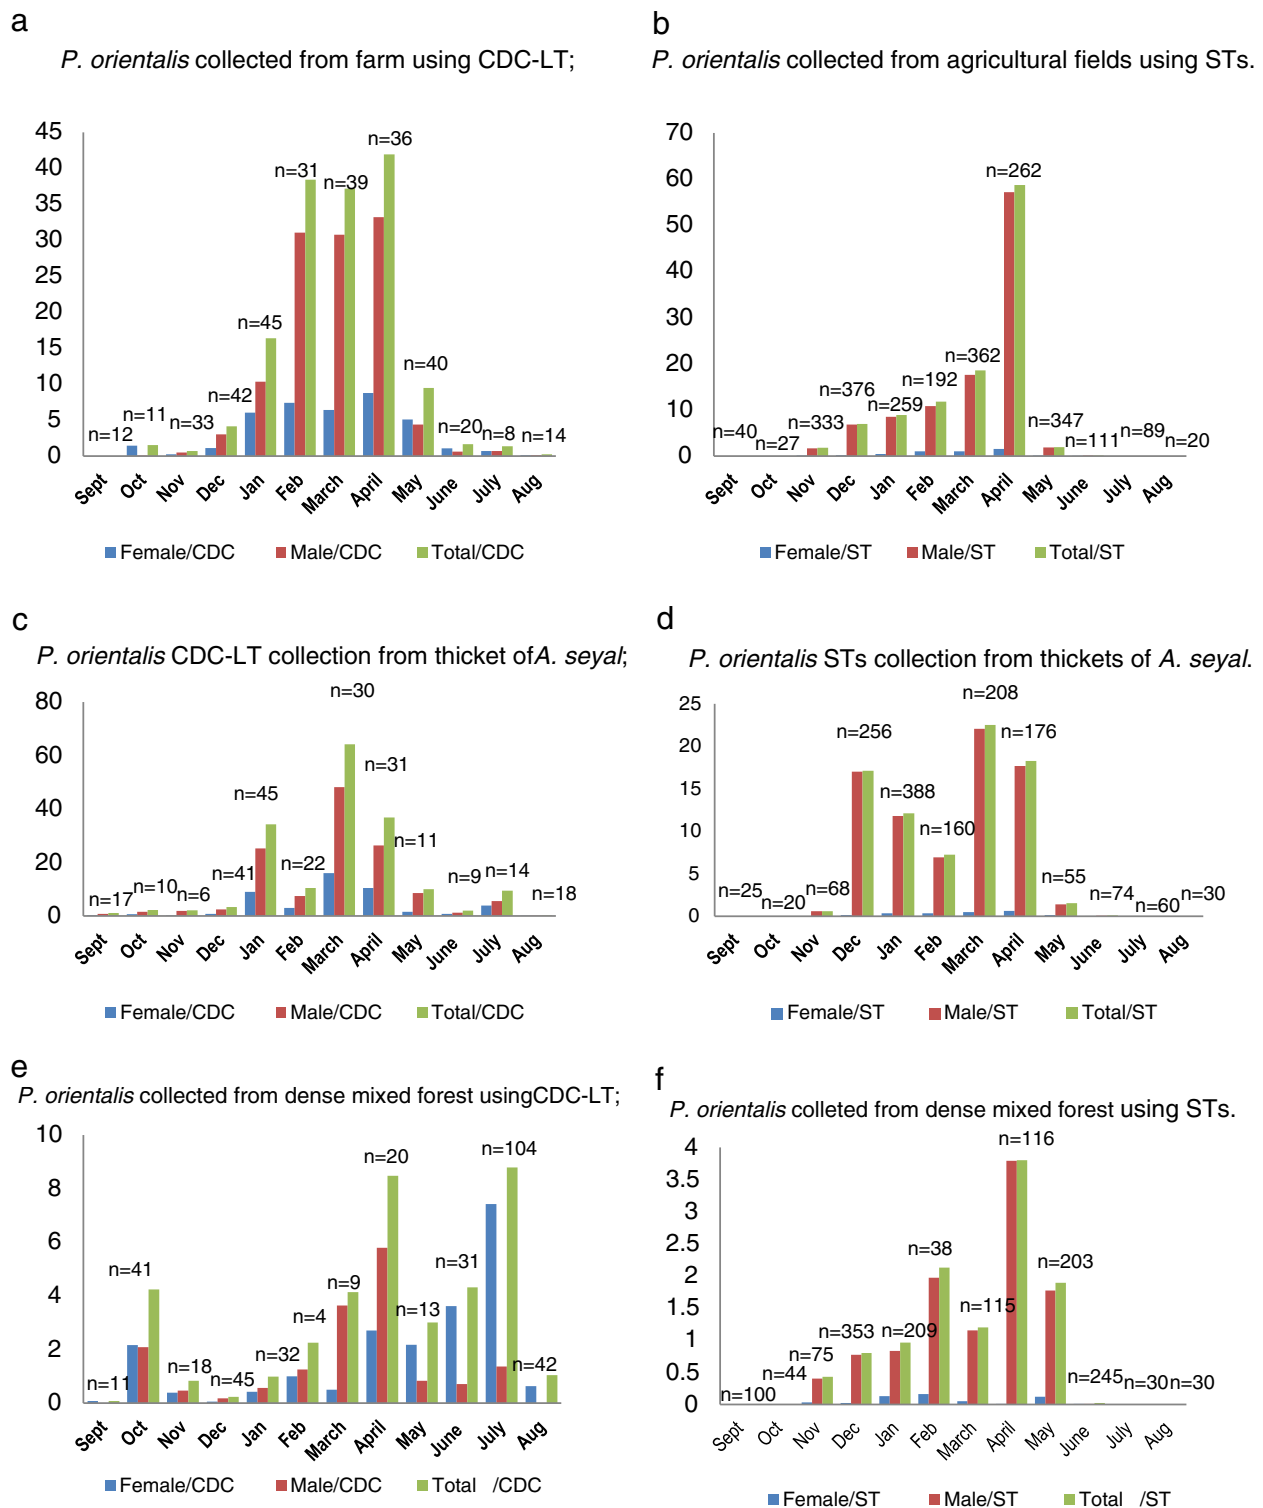 a
P. orientalis collected from farm using CDC-LT;
45
40
35
30
25
20
15
10
5
0
n=12
n=11
n=33
n=42
n=45
n=31
n=39
n=36
n=40
n=20
n=8
n=14
Sept Oct Nov Dec Jan Feb March April May June July Aug
Female/CDC Male/CDC Total/CDC
b
P. orientalis collected from agricultural fields using STs.
70
60
50
40
30
20
10
0
n=40
n=27
n=333
n=376
n=259
n=192
n=362
n=262
n=347
n=111
n=89
n=20
Sept Oct Nov Dec Jan Feb March April May June July Aug
Female/ST Male/ST Total/ST
c
P. orientalis CDC-LT collection from thicket ofA. seyal;
80
60
40
20
0
n=17
n=10
n=6
n=41
n=45
n=22
n=30
n=31
n=11
n=9
n=14
n=18
Sept Oct Nov Dec Jan Feb March April May June July Aug
Female/CDC Male/CDC Total/CDC
d
P. orientalis STs collection from thickets of A. seyal.
25
20
15
10
5
0
n=25
n=20
n=68
n=256
n=388
n=160
n=208
n=176
n=55
n=74
n=60
n=30
Sept Oct Nov Dec Jan Feb March April May June July Aug
Female/ST Male/ST Total/ST
e
P. orientalis collected from dense mixed forest usingCDC-LT;
10
8
6
4
2
0
n=11
n=41
n=18
n=45
n=32
n=4
n=9
n=20
n=13
n=31
n=104
n=42
Sept Oct Nov Dec Jan Feb March April May June July Aug
Female/CDC Male/CDC Total /CDC
f
P. orientalis colleted from dense mixed forest using STs.
4
3.5
3
2.5
2
1.5
1
0.5
0
n=100
n=44
n=75
n=353
n=209
n=38
n=115
n=116
n=203
n=245
n=30
n=30
Sept Oct Nov Dec Jan Feb March April May June July Aug
Female/ST Male/ST Total /ST